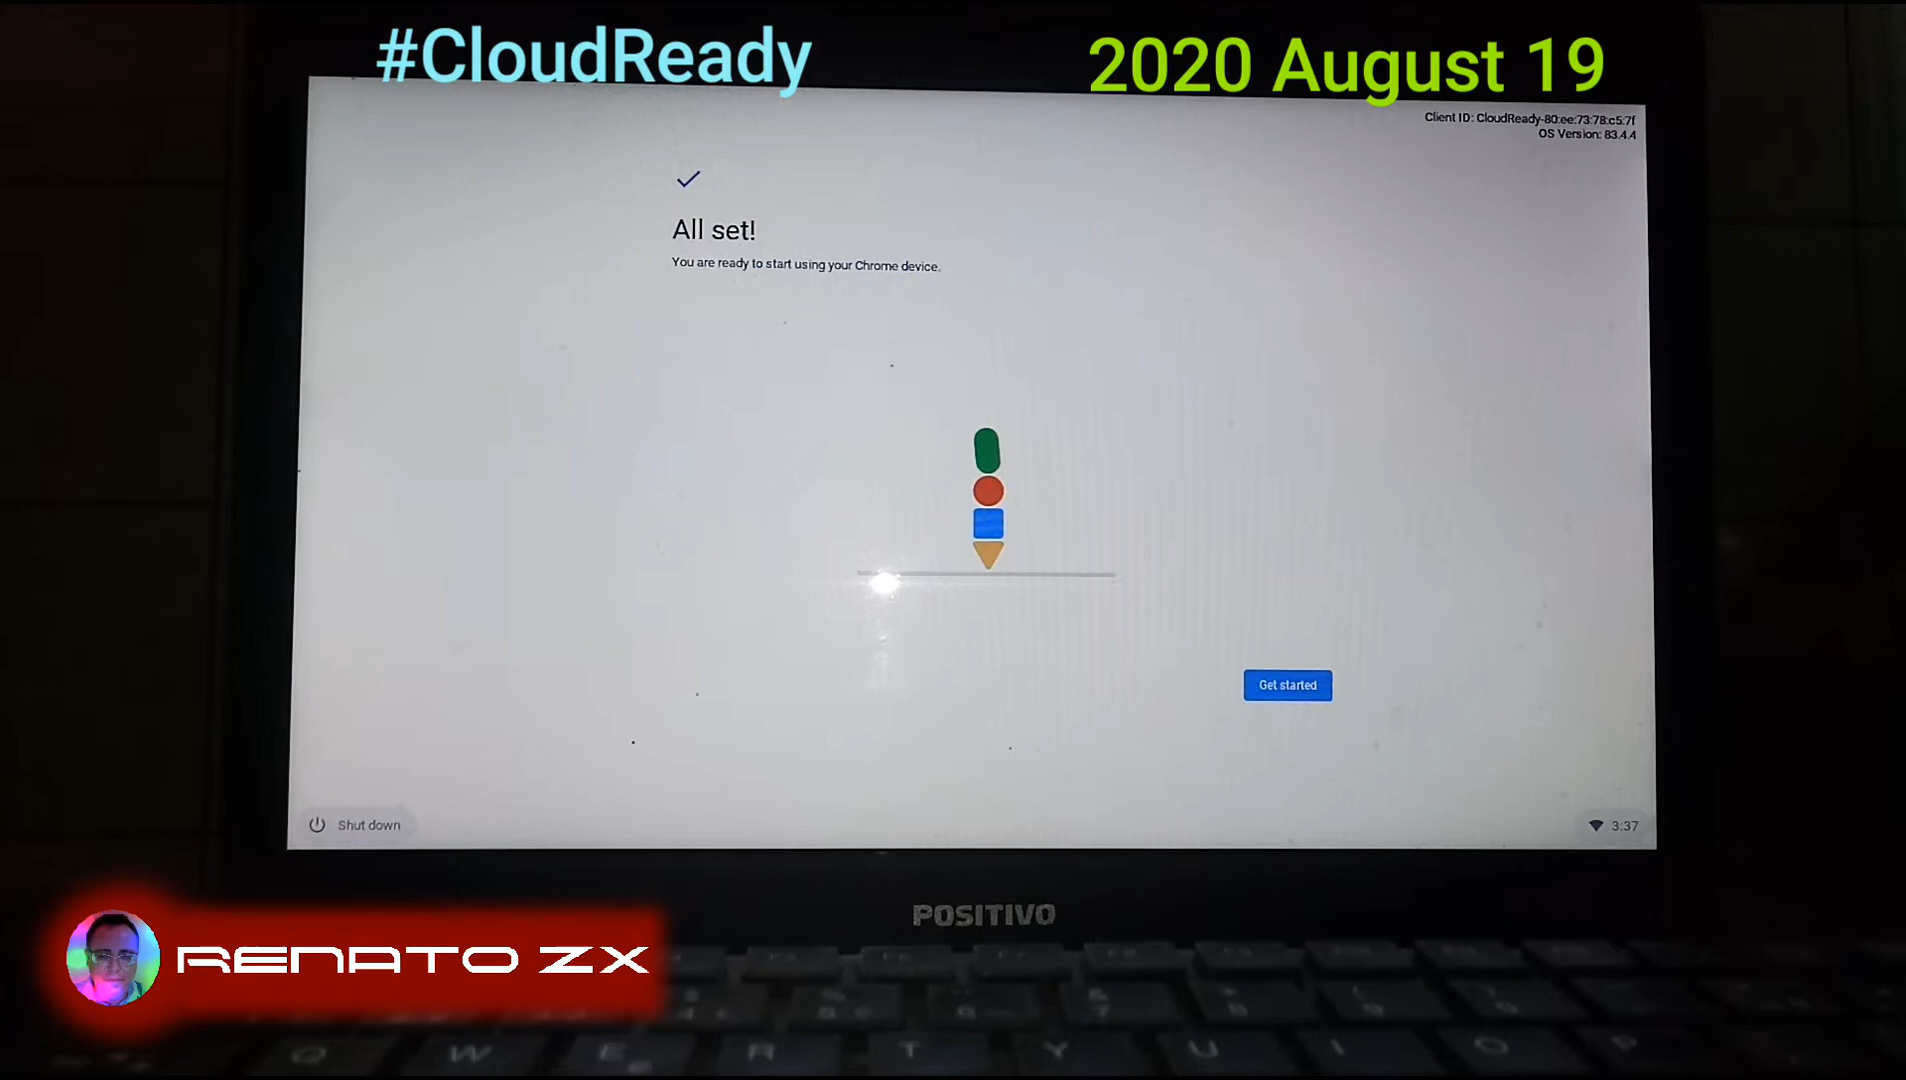 #CloudReady
2020 August 19
Client ID: CloudReady-80:ee:73:78:c5:7f
OS Version: 83.4.4
All set!
You are ready to start using your Chrome device.
Get started
Shut down
3:37
POSITIVO
RENATO ZX
Q W E R T Y U I O P